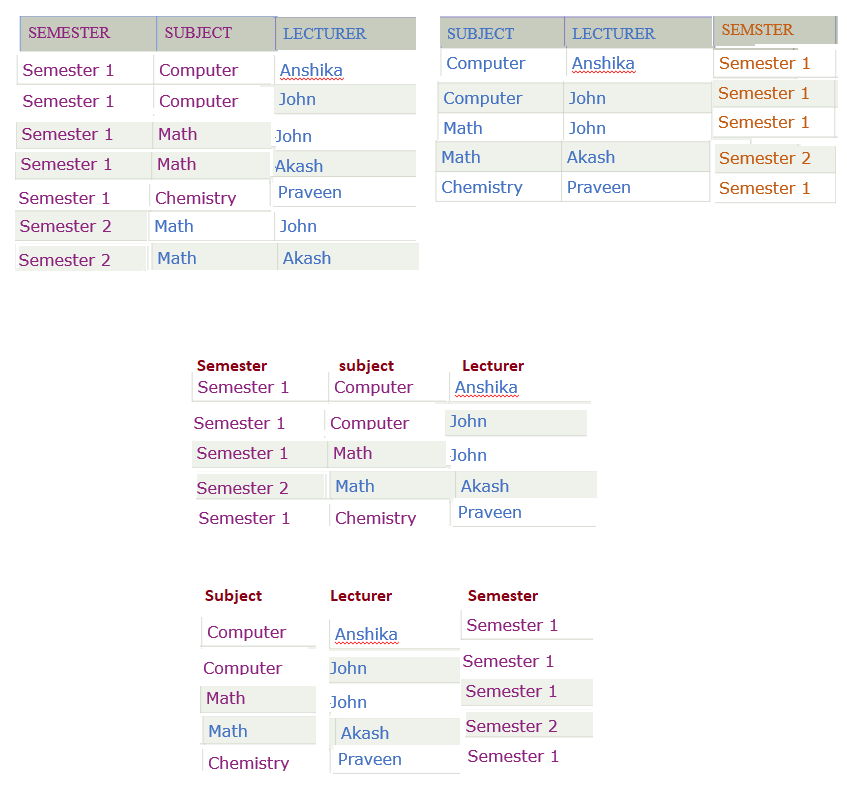 SEMESTER SUBJECT LECTURER
Semester 1 Computer Anshika
Semester 1 Computer John
Semester 1 Math John
Semester 1 Math Akash
Semester 1 Chemistry Praveen
Semester 2 Math John
Semester 2 Math Akash
SUBJECT LECTURER SEMSTER
Computer Anshika Semester 1
Computer John Semester 1
Math John Semester 1
Math Akash Semester 2
Chemistry Praveen Semester 1
Semester subject Lecturer
Semester 1 Computer Anshika
Semester 1 Computer John
Semester 1 Math John
Semester 2 Math Akash
Semester 1 Chemistry Praveen
Subject Lecturer Semester
Computer Anshika Semester 1
Computer John Semester 1
Math John Semester 1
Math Akash Semester 2
Chemistry Praveen Semester 1